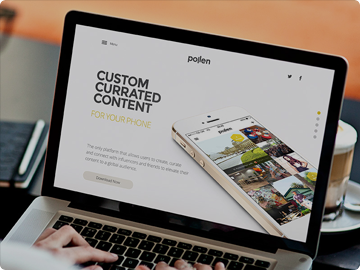 Menu
pollen
CUSTOM
CURRATED
CONTENT
FOR YOUR PHONE
The only platform that allows users to create, curate
and connect with influencers and friends to elevate their
content to a global audience.
Download Now
pollen